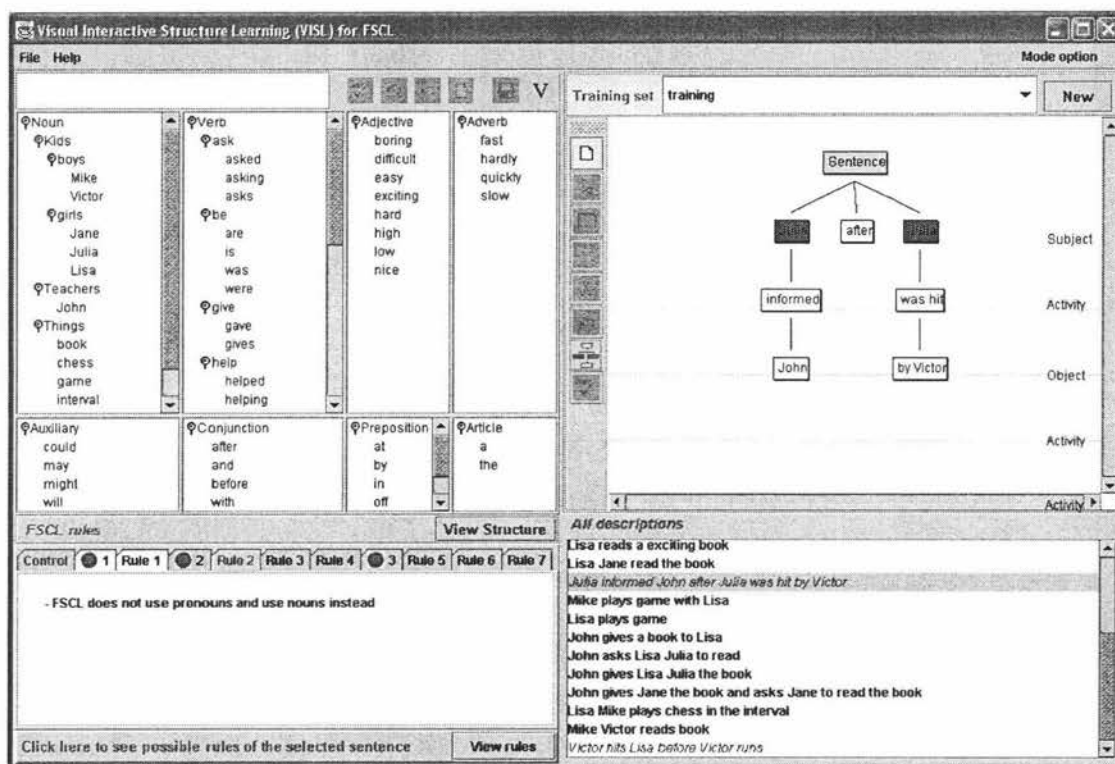 Visual Interactive Structure Learning (VISL) for FSCL
File Help
Mode option
V
Noun
Kids
boys
Mike
Victor
girls
Jane
Julia
Lisa
Teachers
John
Things
book
chess
game
interval
Verb
ask
asked
asking
asks
be
are
is
was
were
give
gave
gives
help
helped
helping
Adjective
boring
difficult
easy
exciting
hard
high
low
nice
Adverb
fast
hardly
quickly
slow
Auxiliary
could
may
might
will
Conjunction
after
and
before
with
Preposition
at
by
in
off
Article
a
the
FSCL rules
View Structure
Control 1 Rule 1 2 Rule 2 Rule 3 Rule 4 3 Rule 5 Rule 6 Rule 7
- FSCL does not use pronouns and use nouns instead
Click here to see possible rules of the selected sentence
View rules
Training set training
New
Sentence
Julia after Julia
Subject
informed was hit
Activity
John by Victor
Object
Activity
Activity
All descriptions
Lisa reads a exciting book
Lisa Jane read the book
Julia informed John after Julia was hit by Victor
Mike plays game with Lisa
Lisa plays game
John gives a book to Lisa
John asks Lisa Julia to read
John gives Lisa Julia the book
John gives Jane the book and asks Jane to read the book
Lisa Mike plays chess in the interval
Mike Victor reads book
Victor hits Lisa before Victor runs